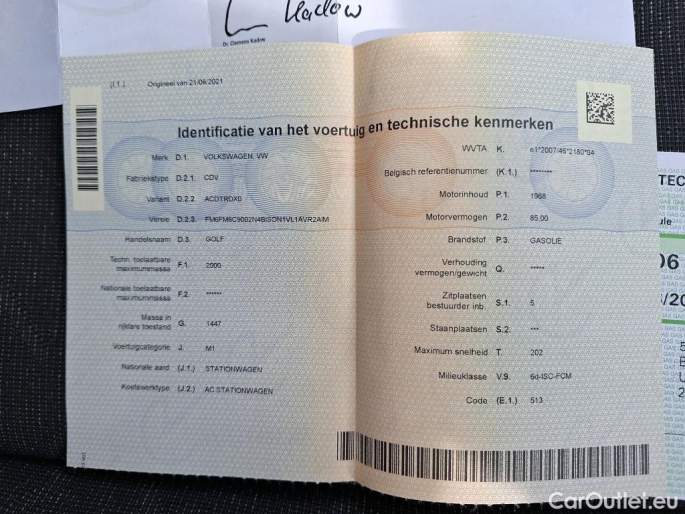 Kadow
Dr. Clemens Kadow
(I.1.) Origineel van 21/06/2021
Identificatie van het voertuig en technische kenmerken
Merk D.1. VOLKSWAGEN, VW
Fabriekstype D.2.1. CDV
Variant D.2.2. ACDTRDX0
Versie D.2.3.
Handelsnaam D.3. GOLF
Techn. toelaatbare
maximummassa F.1. 2000
Nationale toelaatbare
maximummassa F.2. ******
Massa in
rijklare toestand G. 1447
Voertuigcategorie J. M1
Nationale aard (J.1.) STATIONWAGEN
Koetswerktype (J.2.) AC STATIONWAGEN
WVTA K. e1*2007/46*2180*04
Belgisch referentienummer (K.1.) ********
Motorinhoud P.1. 1968
Motorvermogen P.2. 85,00
Brandstof P.3. GASOLIE
Verhouding
vermogen/gewicht Q. *****
Zitplaatsen
bestuurder inb. S.1. 5
Staanplaatsen S.2. ***
Maximum snelheid T. 202
Milieuklasse V.9. 6d-ISC-FCM
Code (E.1.) 513
TEC
ule
06
/20
CarOutlet.eu